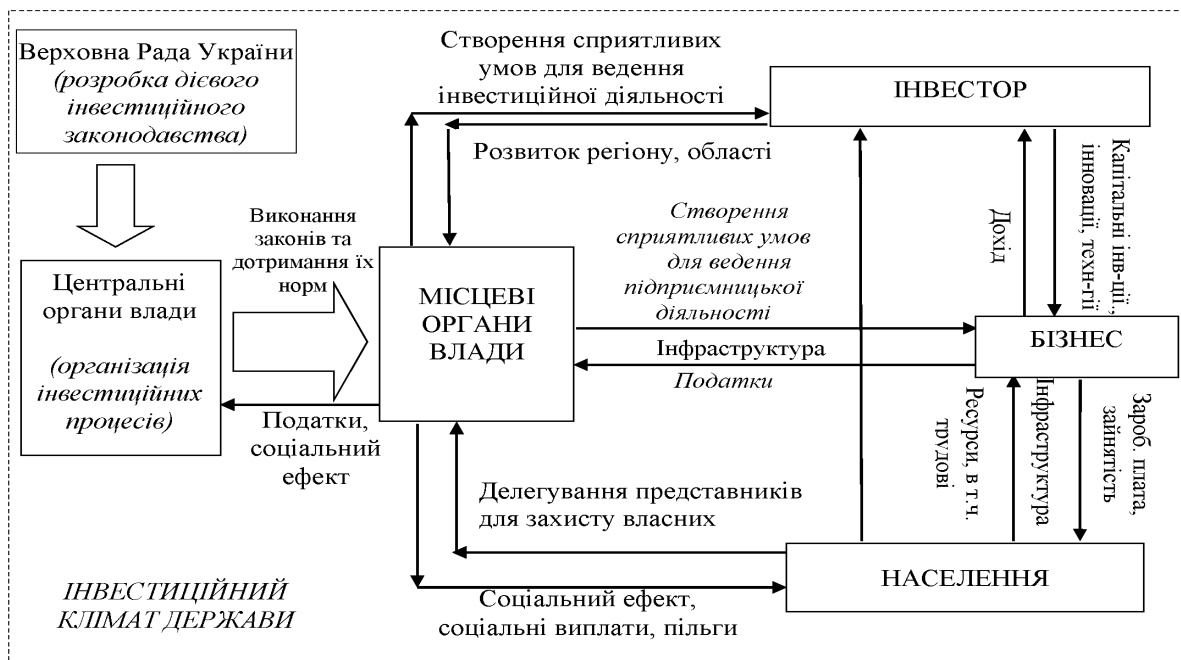 Верховна Рада України
(розробка дієвого
інвестиційного
законодавства)
Створення сприятливих
умов для ведення
інвестиційної діяльності
ІНВЕСТОР
Розвиток регіону, області
Капітальні інв-ції.,
інновації, техн-гії
Дохід
Виконання
законів та
дотримання їх
норм
Створення
сприятливих умов
для ведення
підприємницької
діяльності
Центральні
органи влади
(організація
інвестиційних
процесів)
МІСЦЕВІ
ОРГАНИ
ВЛАДИ
БІЗНЕС
Інфраструктура
Податки
Податки,
соціальний
ефект
Ресурси, в т.ч.
трудові
Інфраструктура
Зароб. плата,
зайнятість
Делегування представників
для захисту власних
НАСЕЛЕННЯ
ІНВЕСТИЦІЙНИЙ
КЛІМАТ ДЕРЖАВИ
Соціальний ефект,
соціальні виплати, пільги